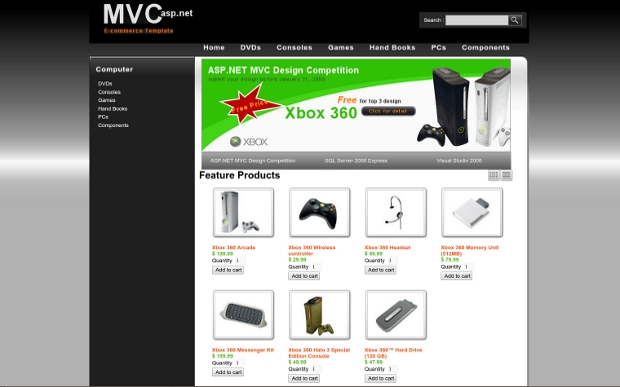 MVC asp.net
E-commerce Template
Search :
Home DVDs Consoles Games Hand Books PCs Components
Computer
DVDs
Consoles
Games
Hand Books
PCs
Components
ASP.NET MVC Design Competition
submit your design before January 31, 2009
Free Prize
Free for top 3 design
Xbox 360
Click for detail
XBOX
ASP.NET MVC Design Competition SQL Server 2008 Express Visual Studio 2008
Feature Products
Xbox 360 Arcade
$ 199.99
Quantity 1
Add to cart
Xbox 360 Wireless
controller
$ 29.99
Quantity 1
Add to cart
Xbox 360 Headset
$ 99.99
Quantity 1
Add to cart
Xbox 360 Memory Unit
(512MB)
$ 79.99
Quantity 1
Add to cart
Xbox 360 Messenger Kit
$ 199.99
Quantity 1
Add to cart
Xbox 360 Halo 3 Special
Edition Console
$ 49.99
Quantity 1
Add to cart
Xbox 360™ Hard Drive
(120 GB)
$ 47.99
Quantity 1
Add to cart